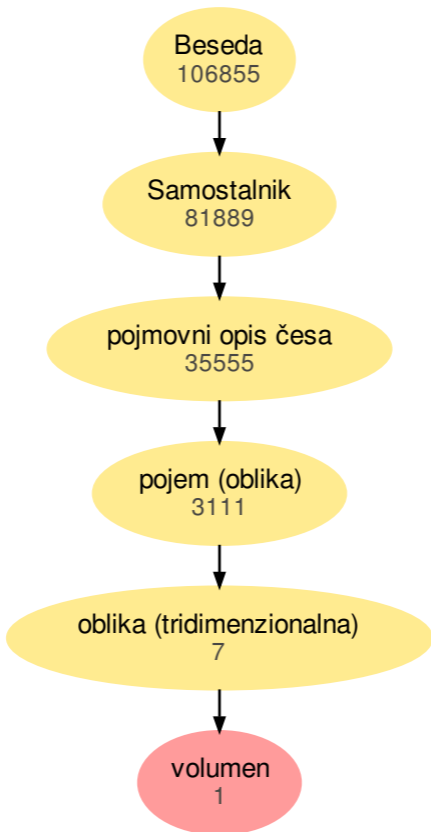 Beseda
106855
Samostalnik
81889
pojmovni opis česa
35555
pojem (oblika)
3111
oblika (tridimenzionalna)
7
volumen
1